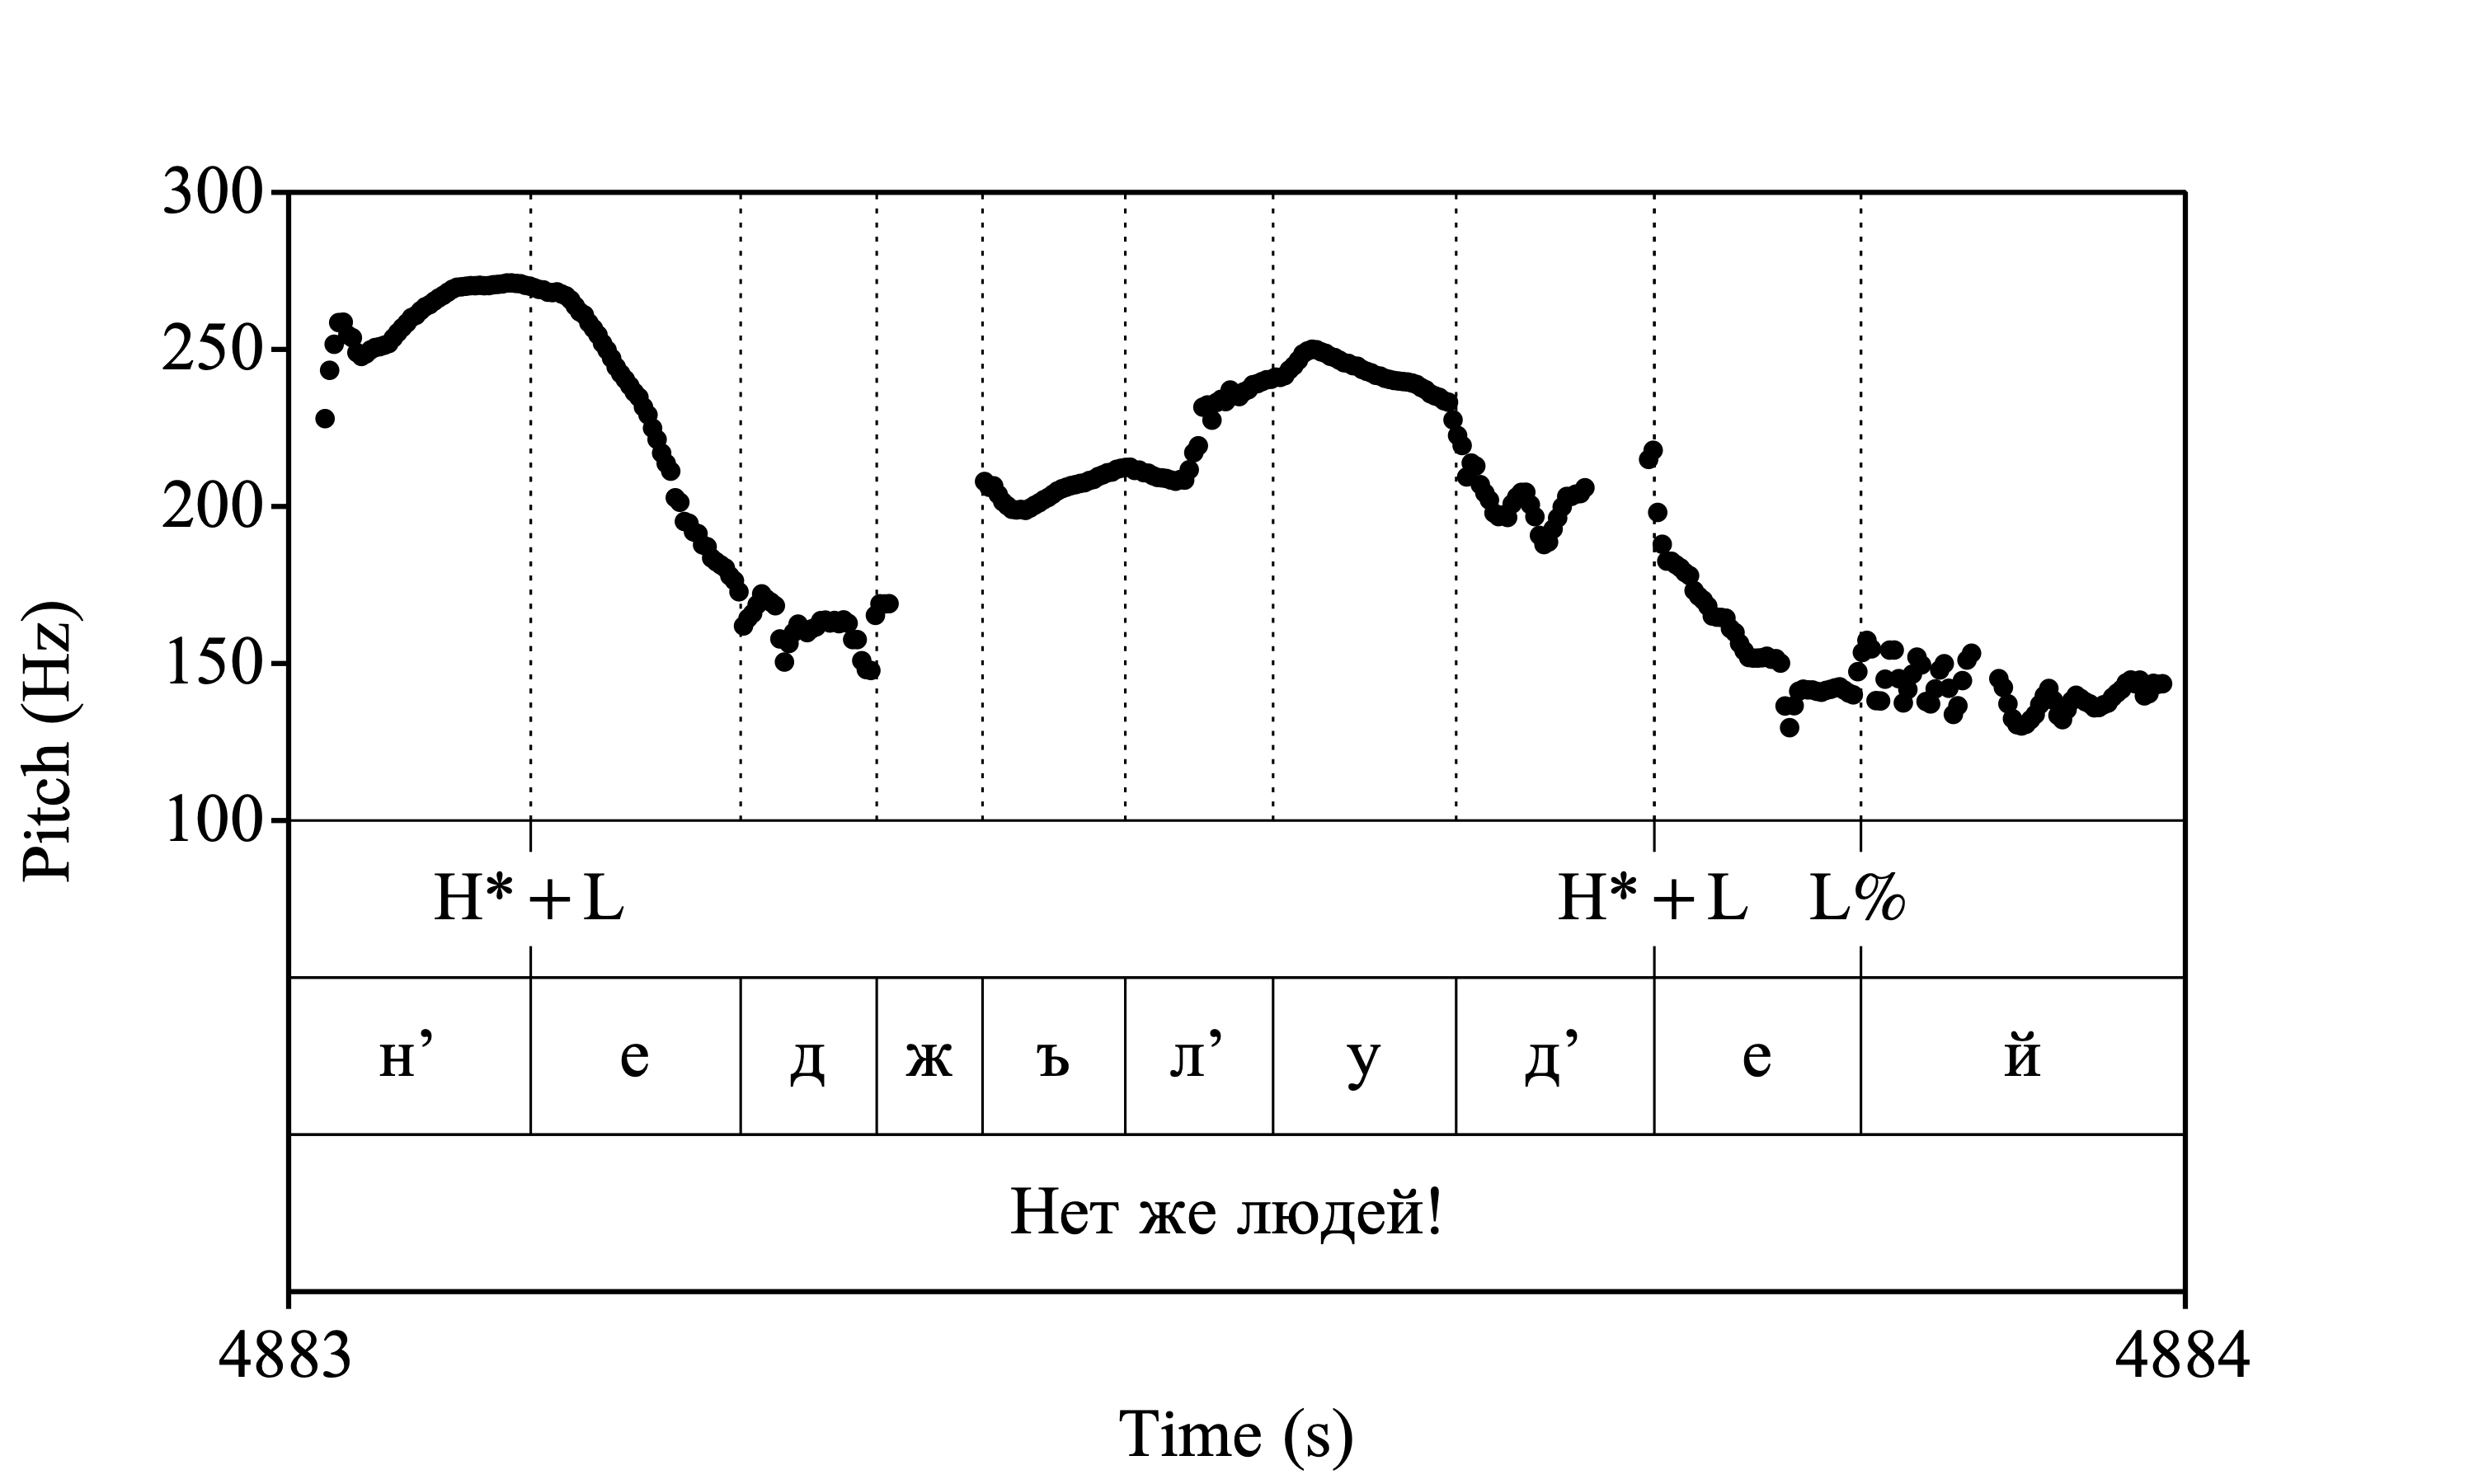 300
250
200
150
100
Pitch (Hz)
H*+L H*+L L%
н’ е д ж ъ л’ у д’ е й
Нет же людей!
4883 4884
Time (s)